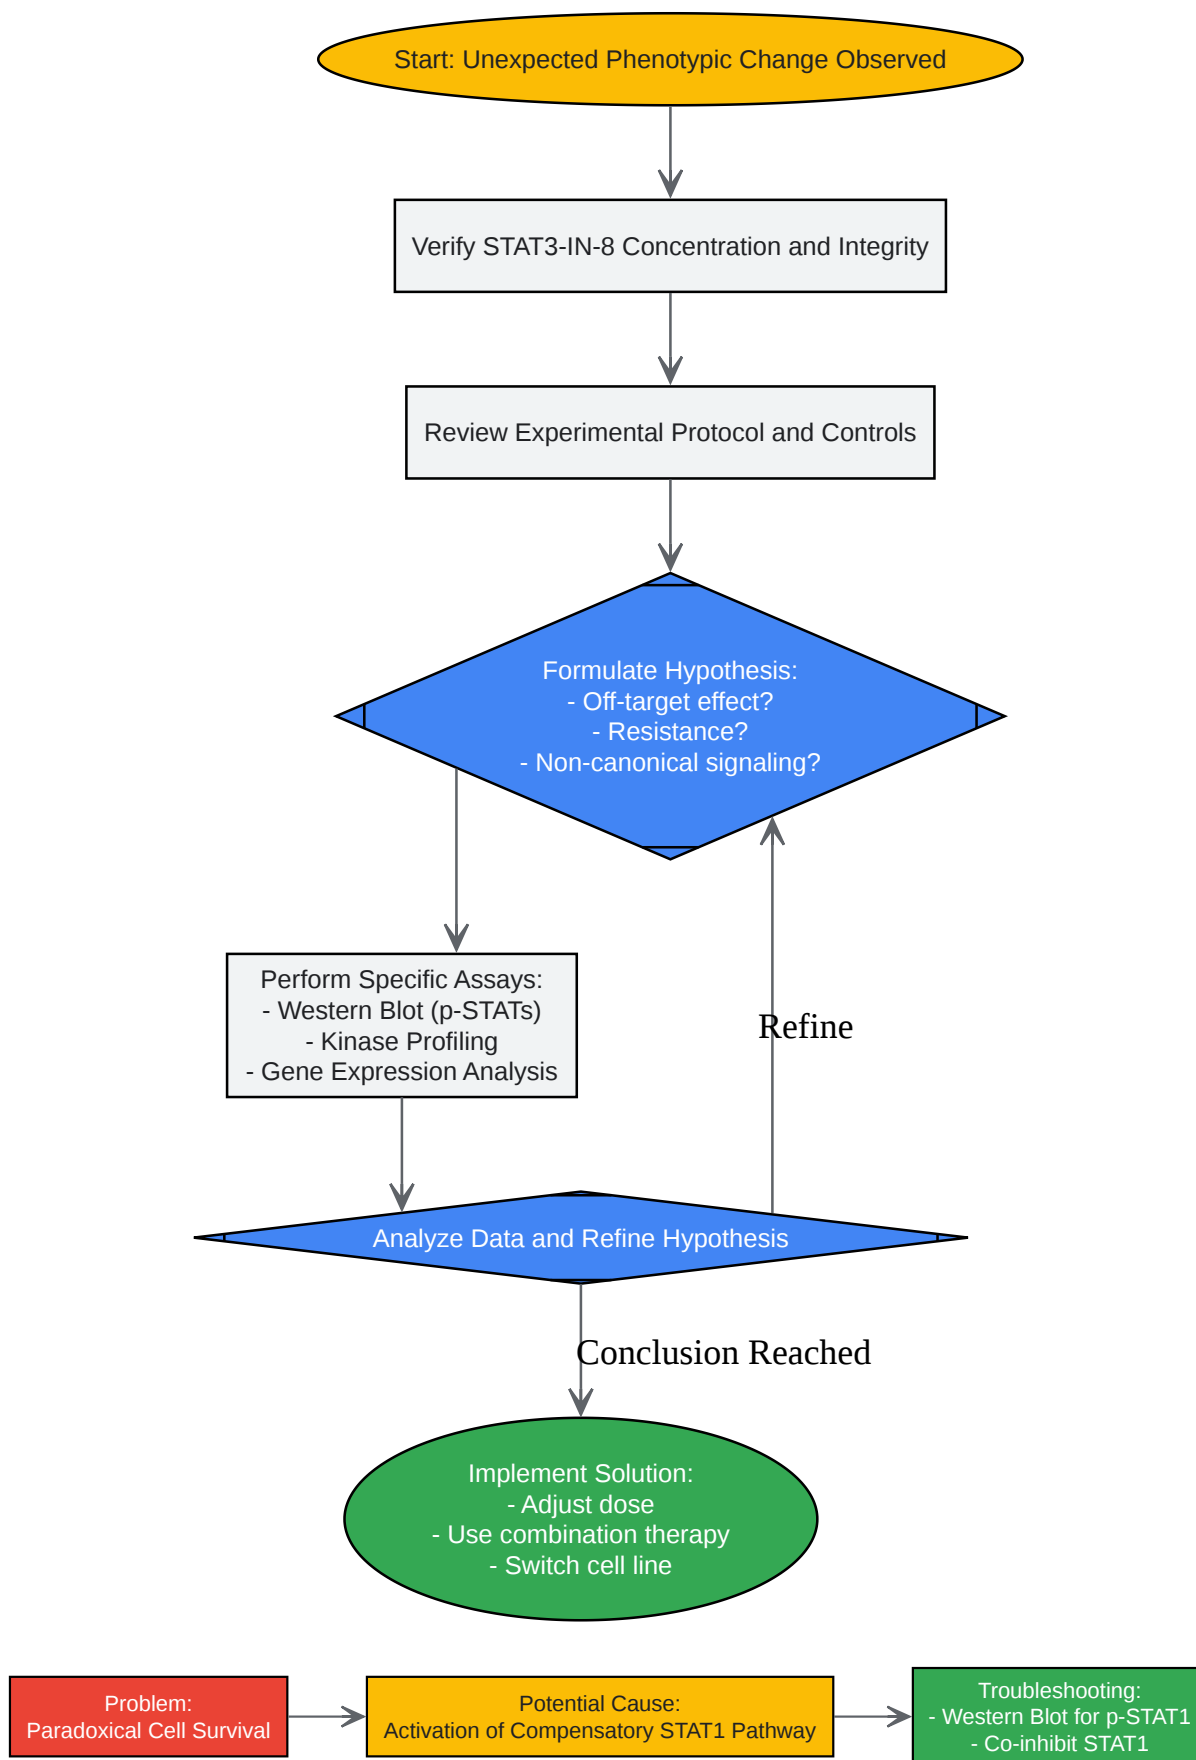 Start: Unexpected Phenotypic Change Observed
Verify STAT3-IN-8 Concentration and Integrity
Review Experimental Protocol and Controls
Formulate Hypothesis:
- Off-target effect?
- Resistance?
- Non-canonical signaling?
Perform Specific Assays:
- Western Blot (p-STATs)
- Kinase Profiling
- Gene Expression Analysis
Refine
Analyze Data and Refine Hypothesis
Conclusion Reached
Implement Solution:
- Adjust dose
- Use combination therapy
- Switch cell line
Problem:
Paradoxical Cell Survival
Potential Cause:
Activation of Compensatory STAT1 Pathway
Troubleshooting:
- Western Blot for p-STAT1
- Co-inhibit STAT1